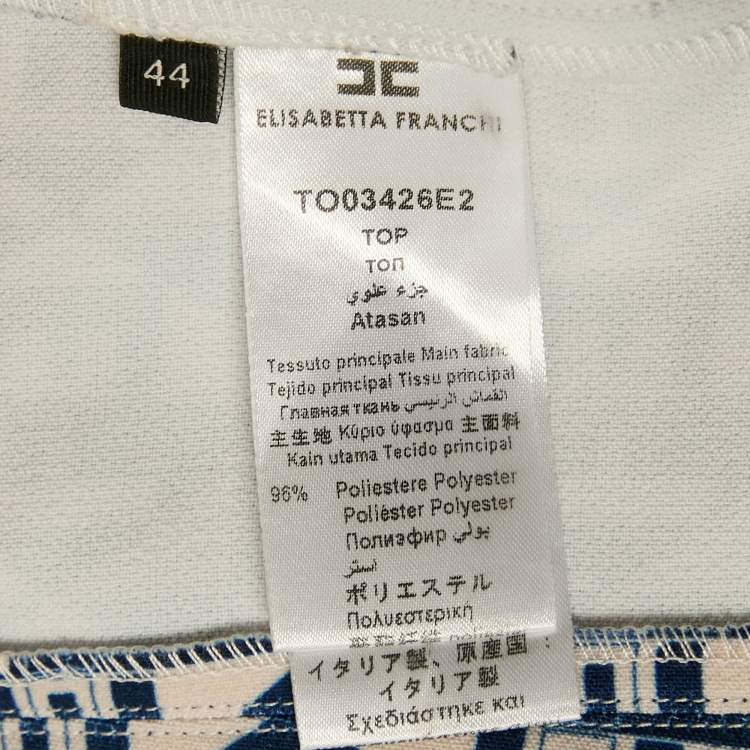 44
ELISABETTA FRANCHI
TO03426E2
TOP
ТОП
جزء علوي
Atasan
Tessuto principale Main fabric
Tejido principal Tissu principal
Главная ткань القماش الرئيسي
主生地 Κύριο ύφασμα 主面料
Kain utama Tecido principal
96% Poliestere Polyester
Poliéster Polyester
Полиэфир بولي
استر
ポリエステル
Πολυεστερική
イタリア製、原産国:
イタリア製
Σχεδιάστηκε και